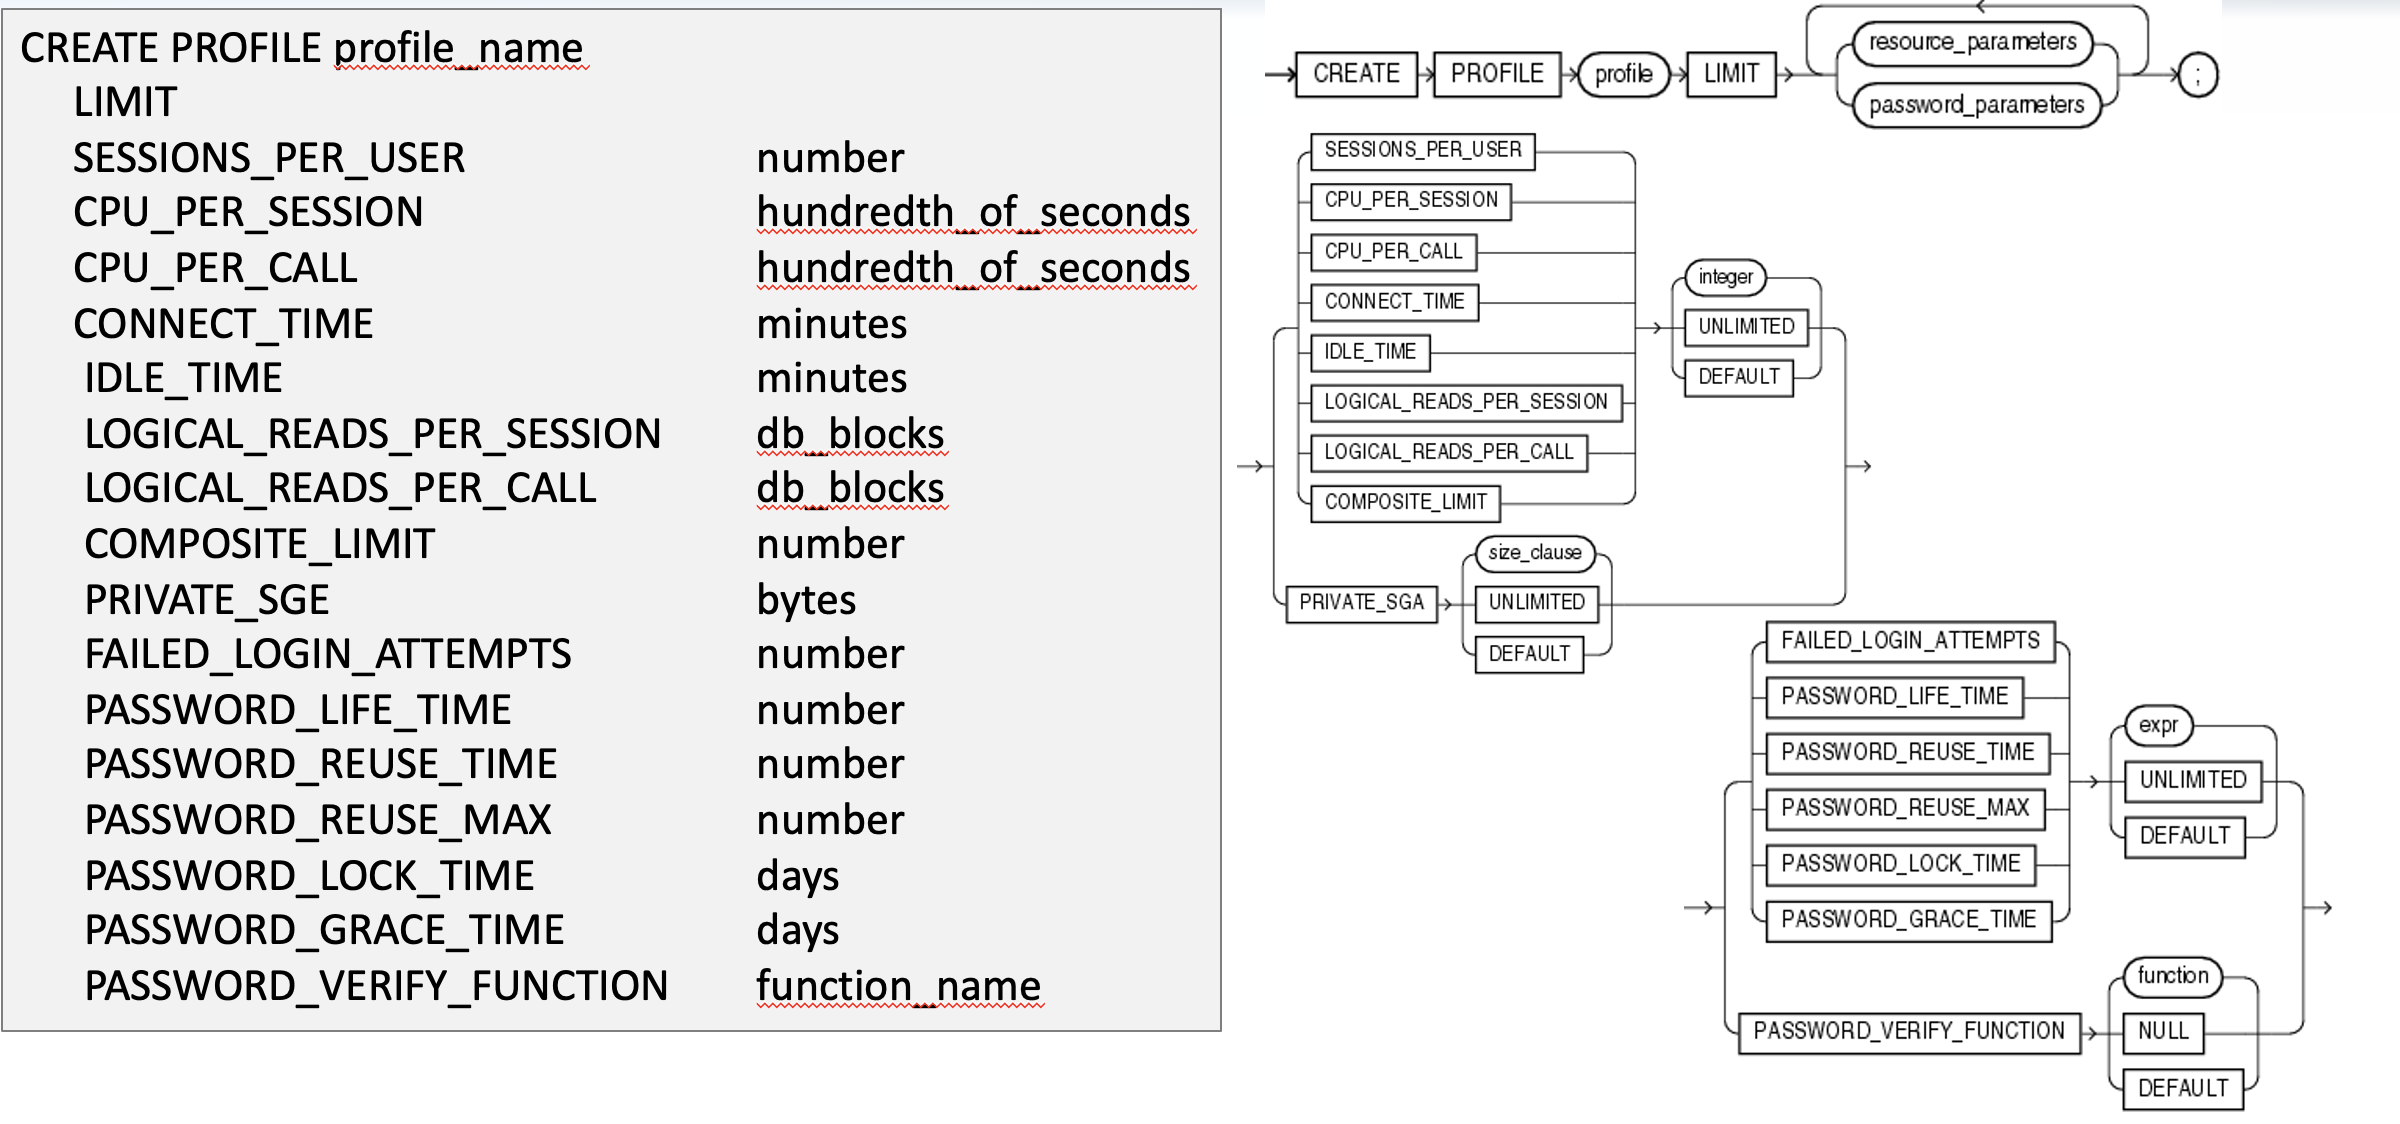 CREATE PROFILE profile_name
LIMIT
SESSIONS_PER_USER number
CPU_PER_SESSION hundredth_of_seconds
CPU_PER_CALL hundredth_of_seconds
CONNECT_TIME minutes
IDLE_TIME minutes
LOGICAL_READS_PER_SESSION db_blocks
LOGICAL_READS_PER_CALL db_blocks
COMPOSITE_LIMIT number
PRIVATE_SGE bytes
FAILED_LOGIN_ATTEMPTS number
PASSWORD_LIFE_TIME number
PASSWORD_REUSE_TIME number
PASSWORD_REUSE_MAX number
PASSWORD_LOCK_TIME days
PASSWORD_GRACE_TIME days
PASSWORD_VERIFY_FUNCTION function_name
CREATE PROFILE profile LIMIT
resource_parameters
password_parameters
;
SESSIONS_PER_USER
CPU_PER_SESSION
CPU_PER_CALL
CONNECT_TIME
IDLE_TIME
LOGICAL_READS_PER_SESSION
LOGICAL_READS_PER_CALL
COMPOSITE_LIMIT
integer
UNLIMITED
DEFAULT
PRIVATE_SGA
size_clause
UNLIMITED
DEFAULT
FAILED_LOGIN_ATTEMPTS
PASSWORD_LIFE_TIME
PASSWORD_REUSE_TIME
PASSWORD_REUSE_MAX
PASSWORD_LOCK_TIME
PASSWORD_GRACE_TIME
expr
UNLIMITED
DEFAULT
PASSWORD_VERIFY_FUNCTION
function
NULL
DEFAULT